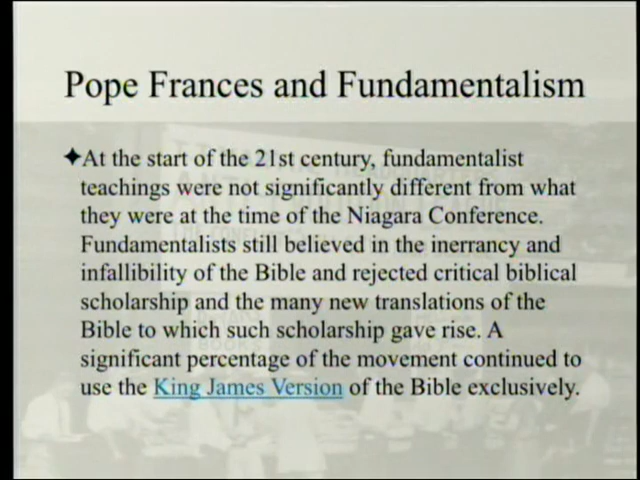 Pope Frances and Fundamentalism
✦At the start of the 21st century, fundamentalist
teachings were not significantly different from what
they were at the time of the Niagara Conference.
Fundamentalists still believed in the inerrancy and
infallibility of the Bible and rejected critical biblical
scholarship and the many new translations of the
Bible to which such scholarship gave rise. A
significant percentage of the movement continued to
use the King James Version of the Bible exclusively.